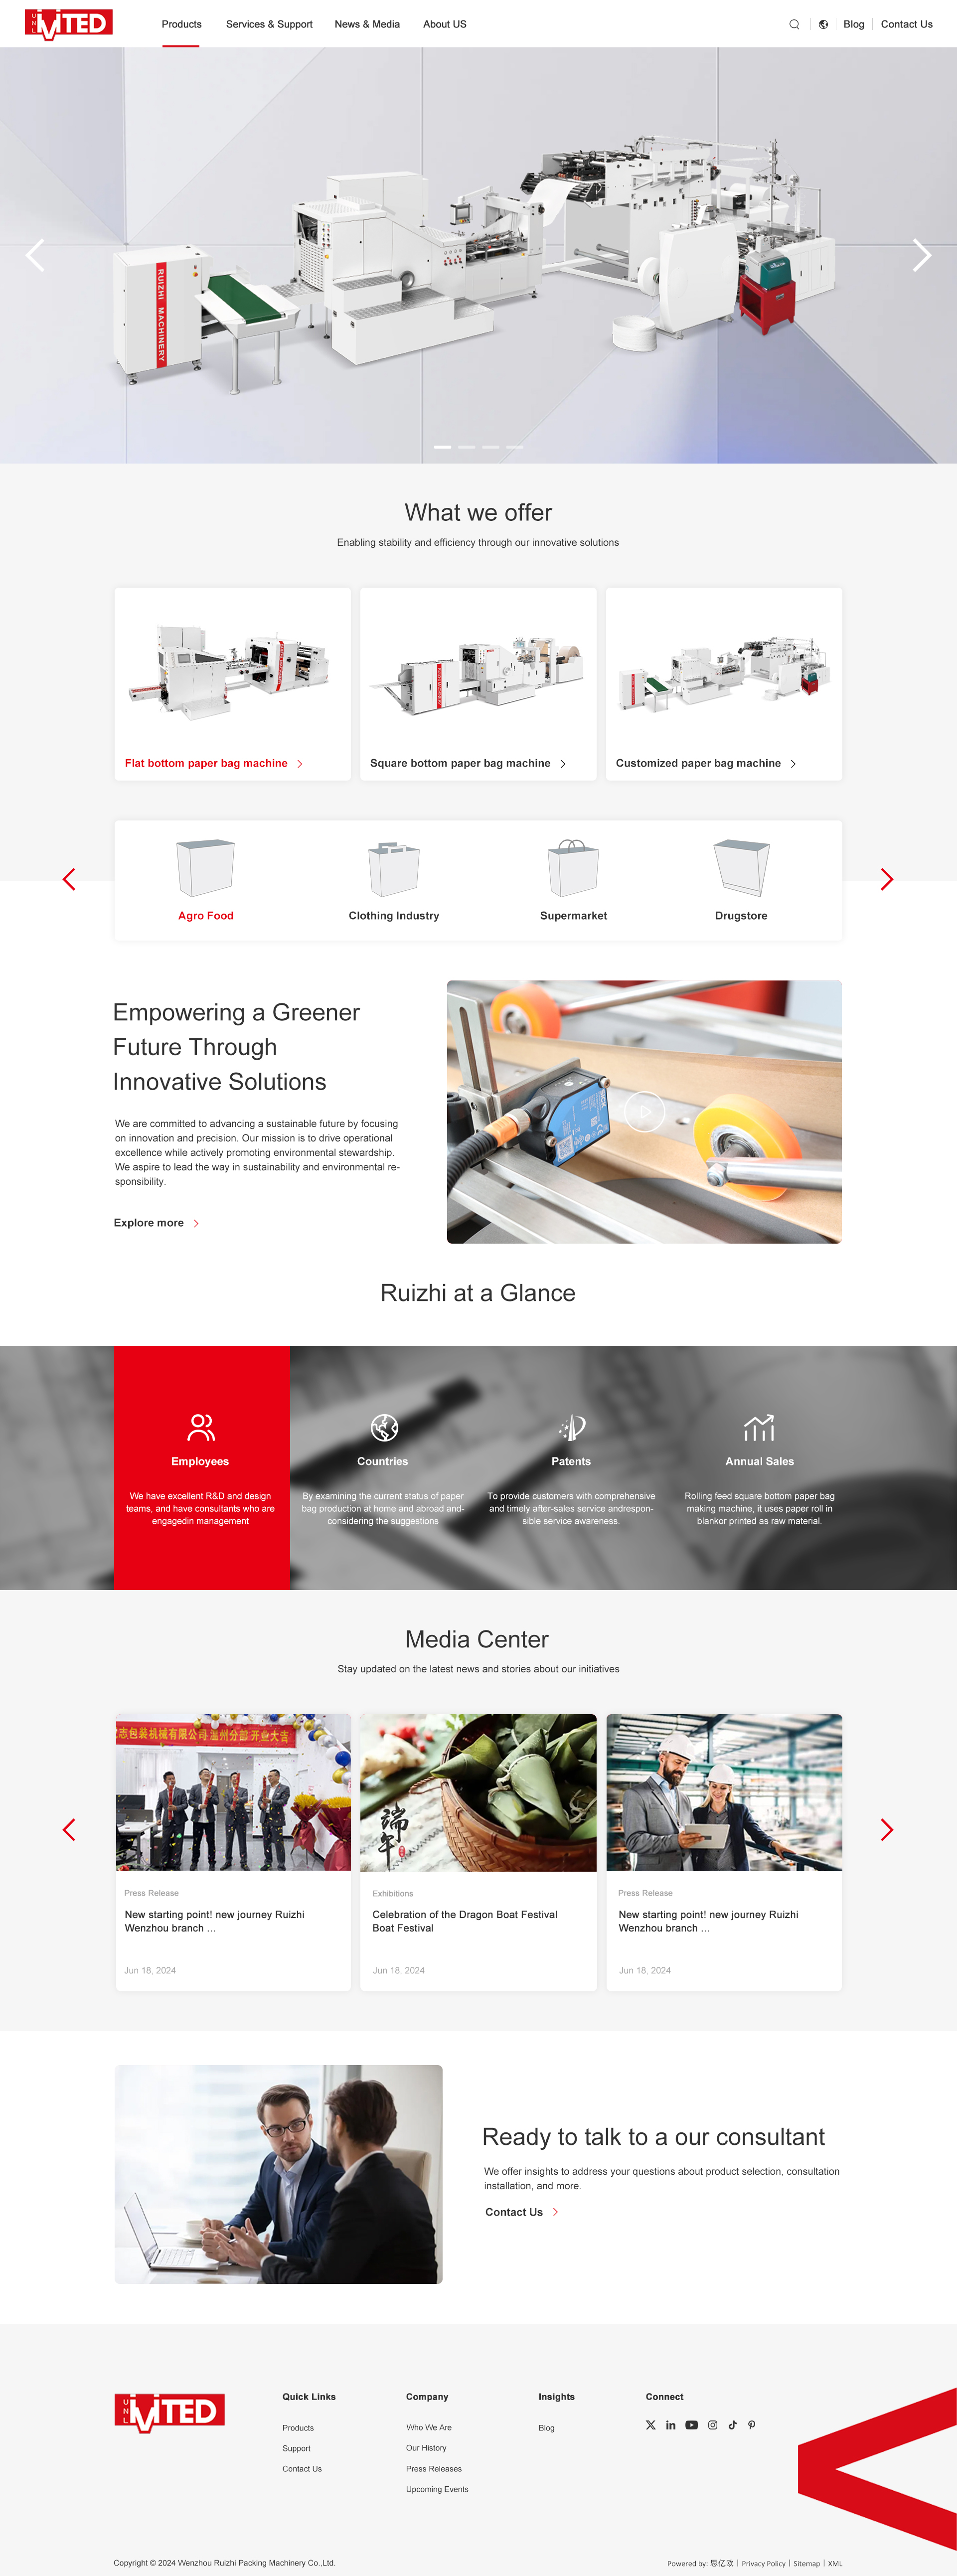 UNLIMITED
Products
Services & Support
News & Media
About US
Blog
Contact Us
RUIZHI MACHINERY
What we offer
Enabling stability and efficiency through our innovative solutions
Flat bottom paper bag machine
Square bottom paper bag machine
Customized paper bag machine
Agro Food
Clothing Industry
Supermarket
Drugstore
Empowering a Greener
Future Through
Innovative Solutions
We are committed to advancing a sustainable future by focusing
on innovation and precision. Our mission is to drive operational
excellence while actively promoting environmental stewardship.
We aspire to lead the way in sustainability and environmental re-
sponsibility.
Explore more
Ruizhi at a Glance
Employees
We have excellent R&D and design
teams, and have consultants who are
engagedin management
Countries
By examining the current status of paper
bag production at home and abroad and-
considering the suggestions
Patents
To provide customers with comprehensive
and timely after-sales service andrespon-
sible service awareness.
Annual Sales
Rolling feed square bottom paper bag
making machine, it uses paper roll in
blankor printed as raw material.
Media Center
Stay updated on the latest news and stories about our initiatives
志包装机械有限公司温州分部开业大吉
Press Release
New starting point! new journey Ruizhi
Wenzhou branch ...
Jun 18, 2024
端午
Exhibitions
Celebration of the Dragon Boat Festival
Boat Festival
Jun 18, 2024
Press Release
New starting point! new journey Ruizhi
Wenzhou branch ...
Jun 18, 2024
Ready to talk to a our consultant
We offer insights to address your questions about product selection, consultation
installation, and more.
Contact Us
Quick Links
Products
Support
Contact Us
Company
Who We Are
Our History
Press Releases
Upcoming Events
Insights
Blog
Connect
Copyright © 2024 Wenzhou Ruizhi Packing Machinery Co.,Ltd.
Powered by: 思亿欧 | Privacy Policy | Sitemap | XML